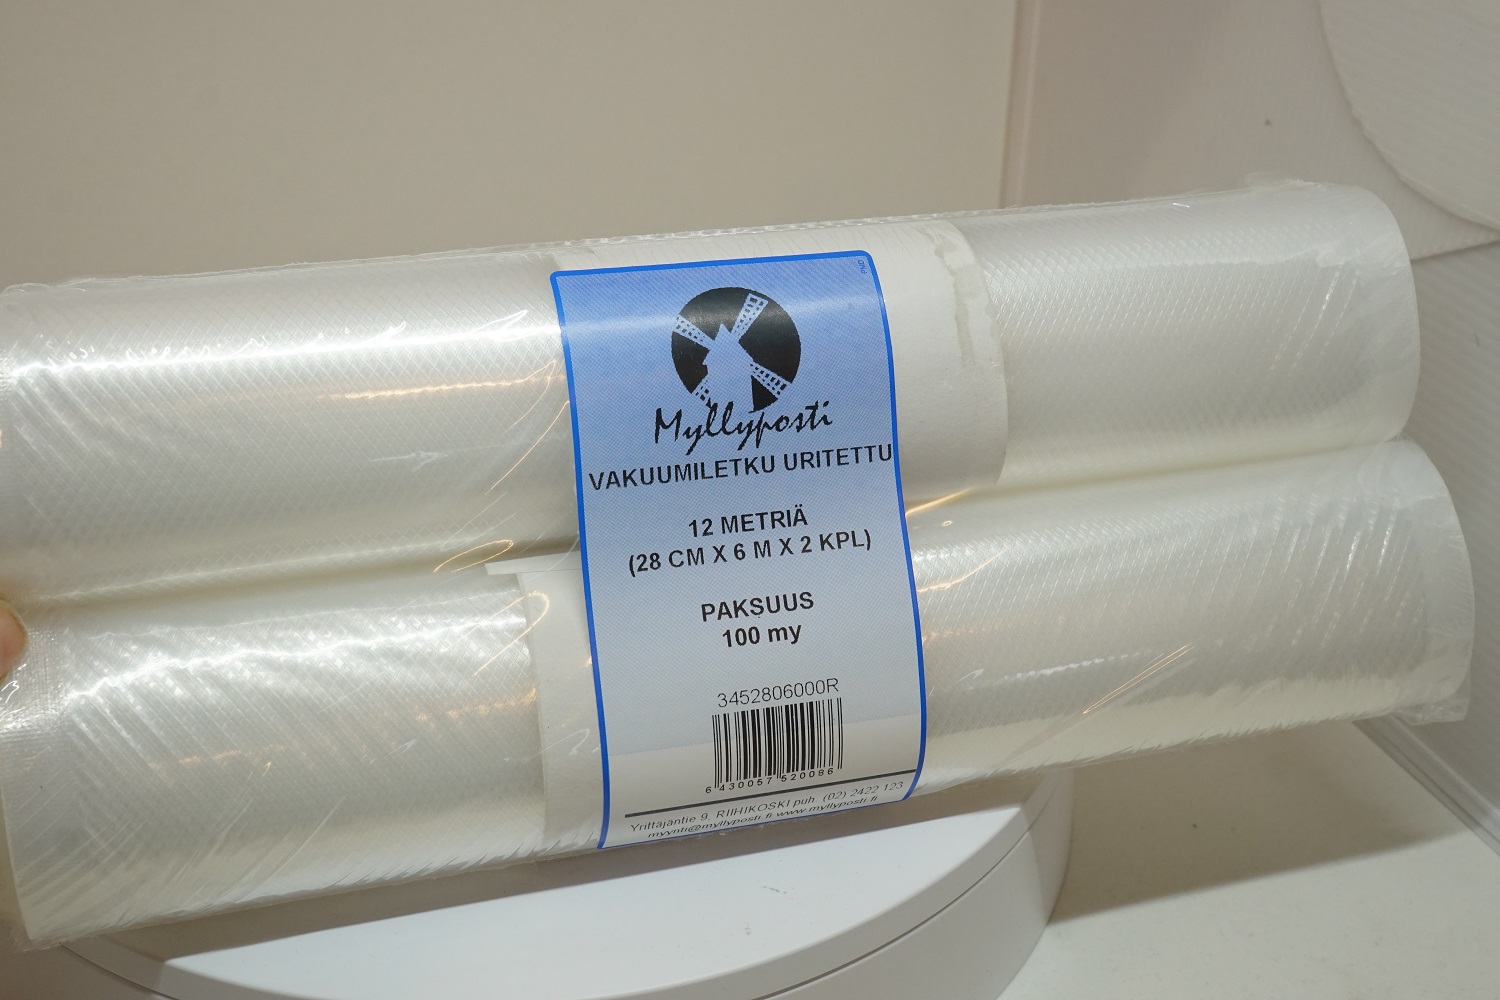 Myllyposti
VAKUUMILETKU URITETTU
12 METRIÄ
(28 CM X 6 M X 2 KPL)
PAKSUUS
100 my
3452806000R
6 430057 520086
Yrittäjäntie 9, RIIHIKOSKI puh. (02) 2422 123
myynti@myllyposti.fi www.myllyposti.fi